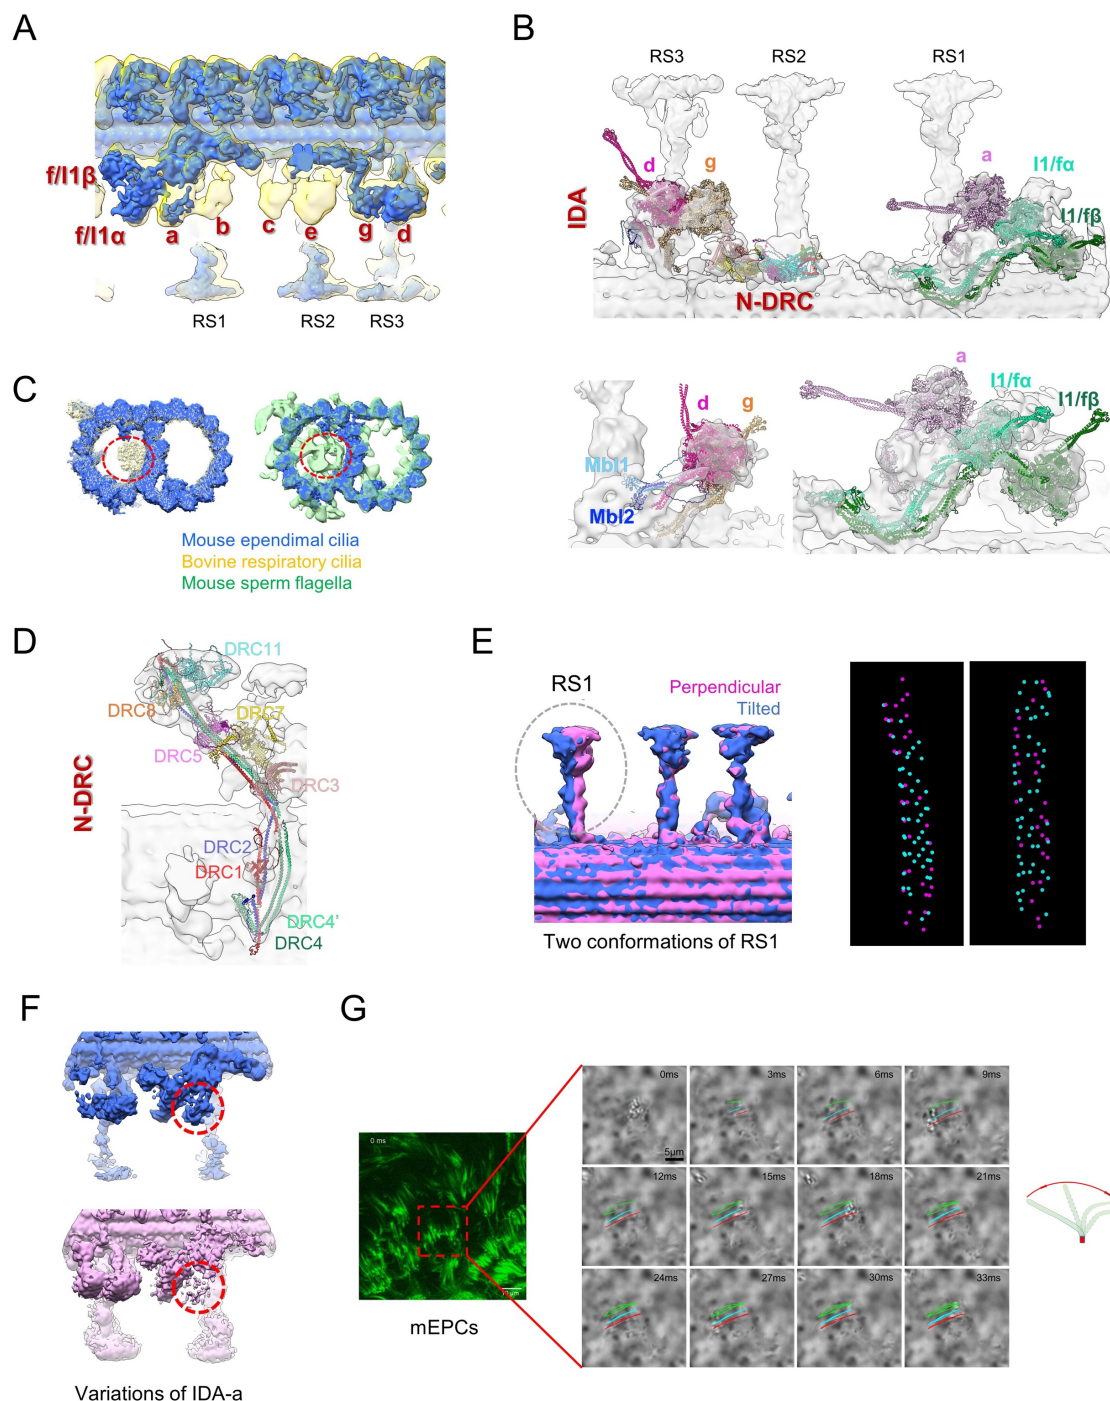 A
f/I1β
f/I1α
a
b
c
e
g
d
RS1
RS2
RS3
B
RS3
RS2
RS1
d
g
a
I1/fα
I1/fβ
IDA
N-DRC
a
I1/fα
I1/fβ
d
g
Mbl1
Mbl2
C
Mouse ependimal cilia
Bovine respiratory cilia
Mouse sperm flagella
D
DRC11
DRC8
DRC7
DRC5
DRC3
N-DRC
DRC2
DRC1
DRC4'
DRC4
E
RS1
Perpendicular
Tilted
Two conformations of RS1
F
Variations of IDA-a
G
0 ms
10 µm
mEPCs
0ms
3ms
6ms
9ms
5µm
12ms
15ms
18ms
21ms
24ms
27ms
30ms
33ms